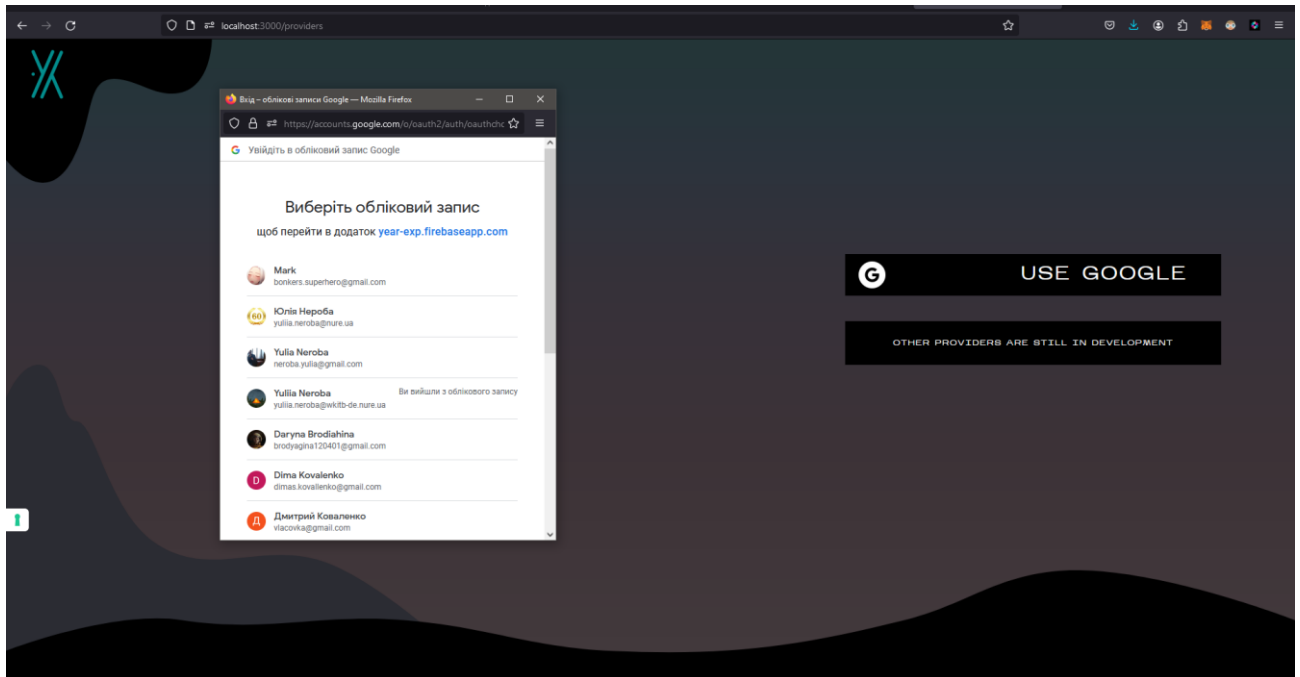 localhost:3000/providers
Вхід – облікові записи Google — Mozilla Firefox
https://accounts.google.com/o/oauth2/auth/oauthchc
Увійдіть в обліковий запис Google
Виберіть обліковий запис
щоб перейти в додаток year-exp.firebaseapp.com
Mark
bonkers.superhero@gmail.com
60
Юлія Нероба
yuliia.neroba@nure.ua
Yulia Neroba
neroba.yulia@gmail.com
Yuliia Neroba
Ви вийшли з облікового запису
yuliia.neroba@wkitb-de.nure.ua
Daryna Brodiahina
brodyagina120401@gmail.com
D
Dima Kovalenko
dimas.kovallenko@gmail.com
Д
Дмитрий Коваленко
vlacovka@gmail.com
G
USE GOOGLE
OTHER PROVIDERS ARE STILL IN DEVELOPMENT